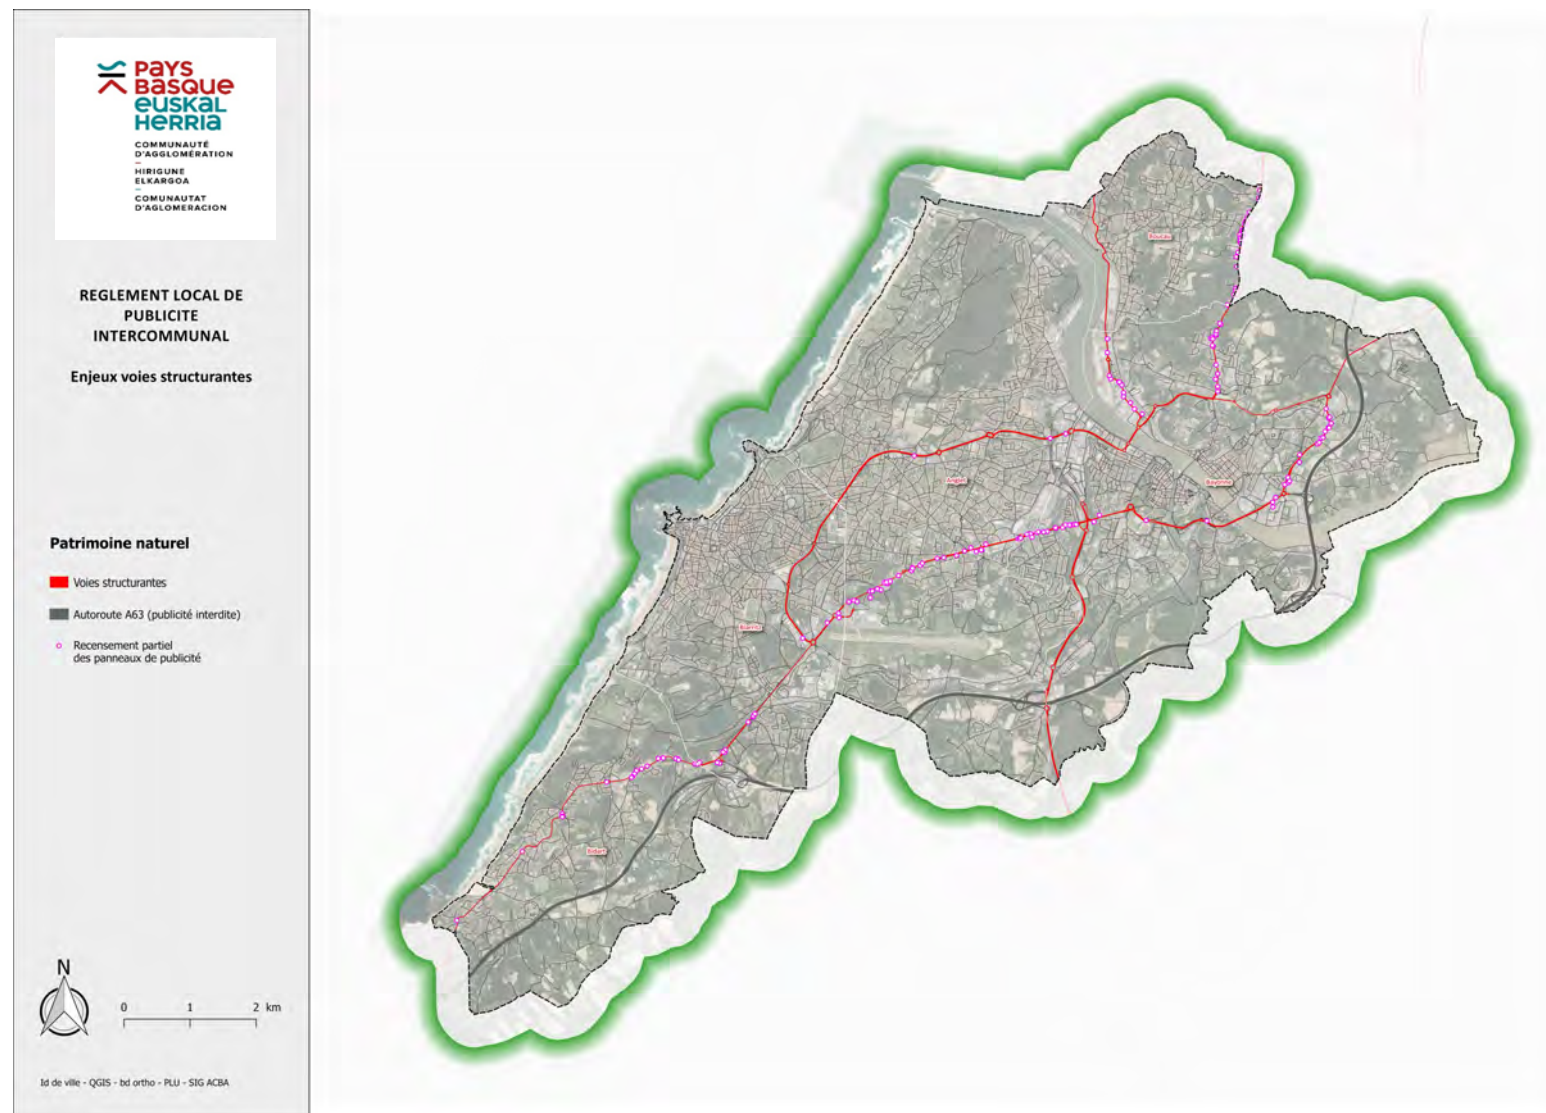 PAYS
BASQUE
EUSKAL
HERRIA
COMMUNAUTÉ
D'AGGLOMÉRATION
HIRIGUNE
ELKARGOA
COMUNAUTAT
D'AGLOMERACION
REGLEMENT LOCAL DE
PUBLICITE
INTERCOMMUNAL
Enjeux voies structurantes
Patrimoine naturel
Voies structurantes
Autoroute A63 (publicité interdite)
Recensement partiel
des panneaux de publicité
N
0 1 2 km
Id de ville - QGIS - bd ortho - PLU - SIG ACBA
Boucau
Anglet
Bayonne
Biarritz
Bidart